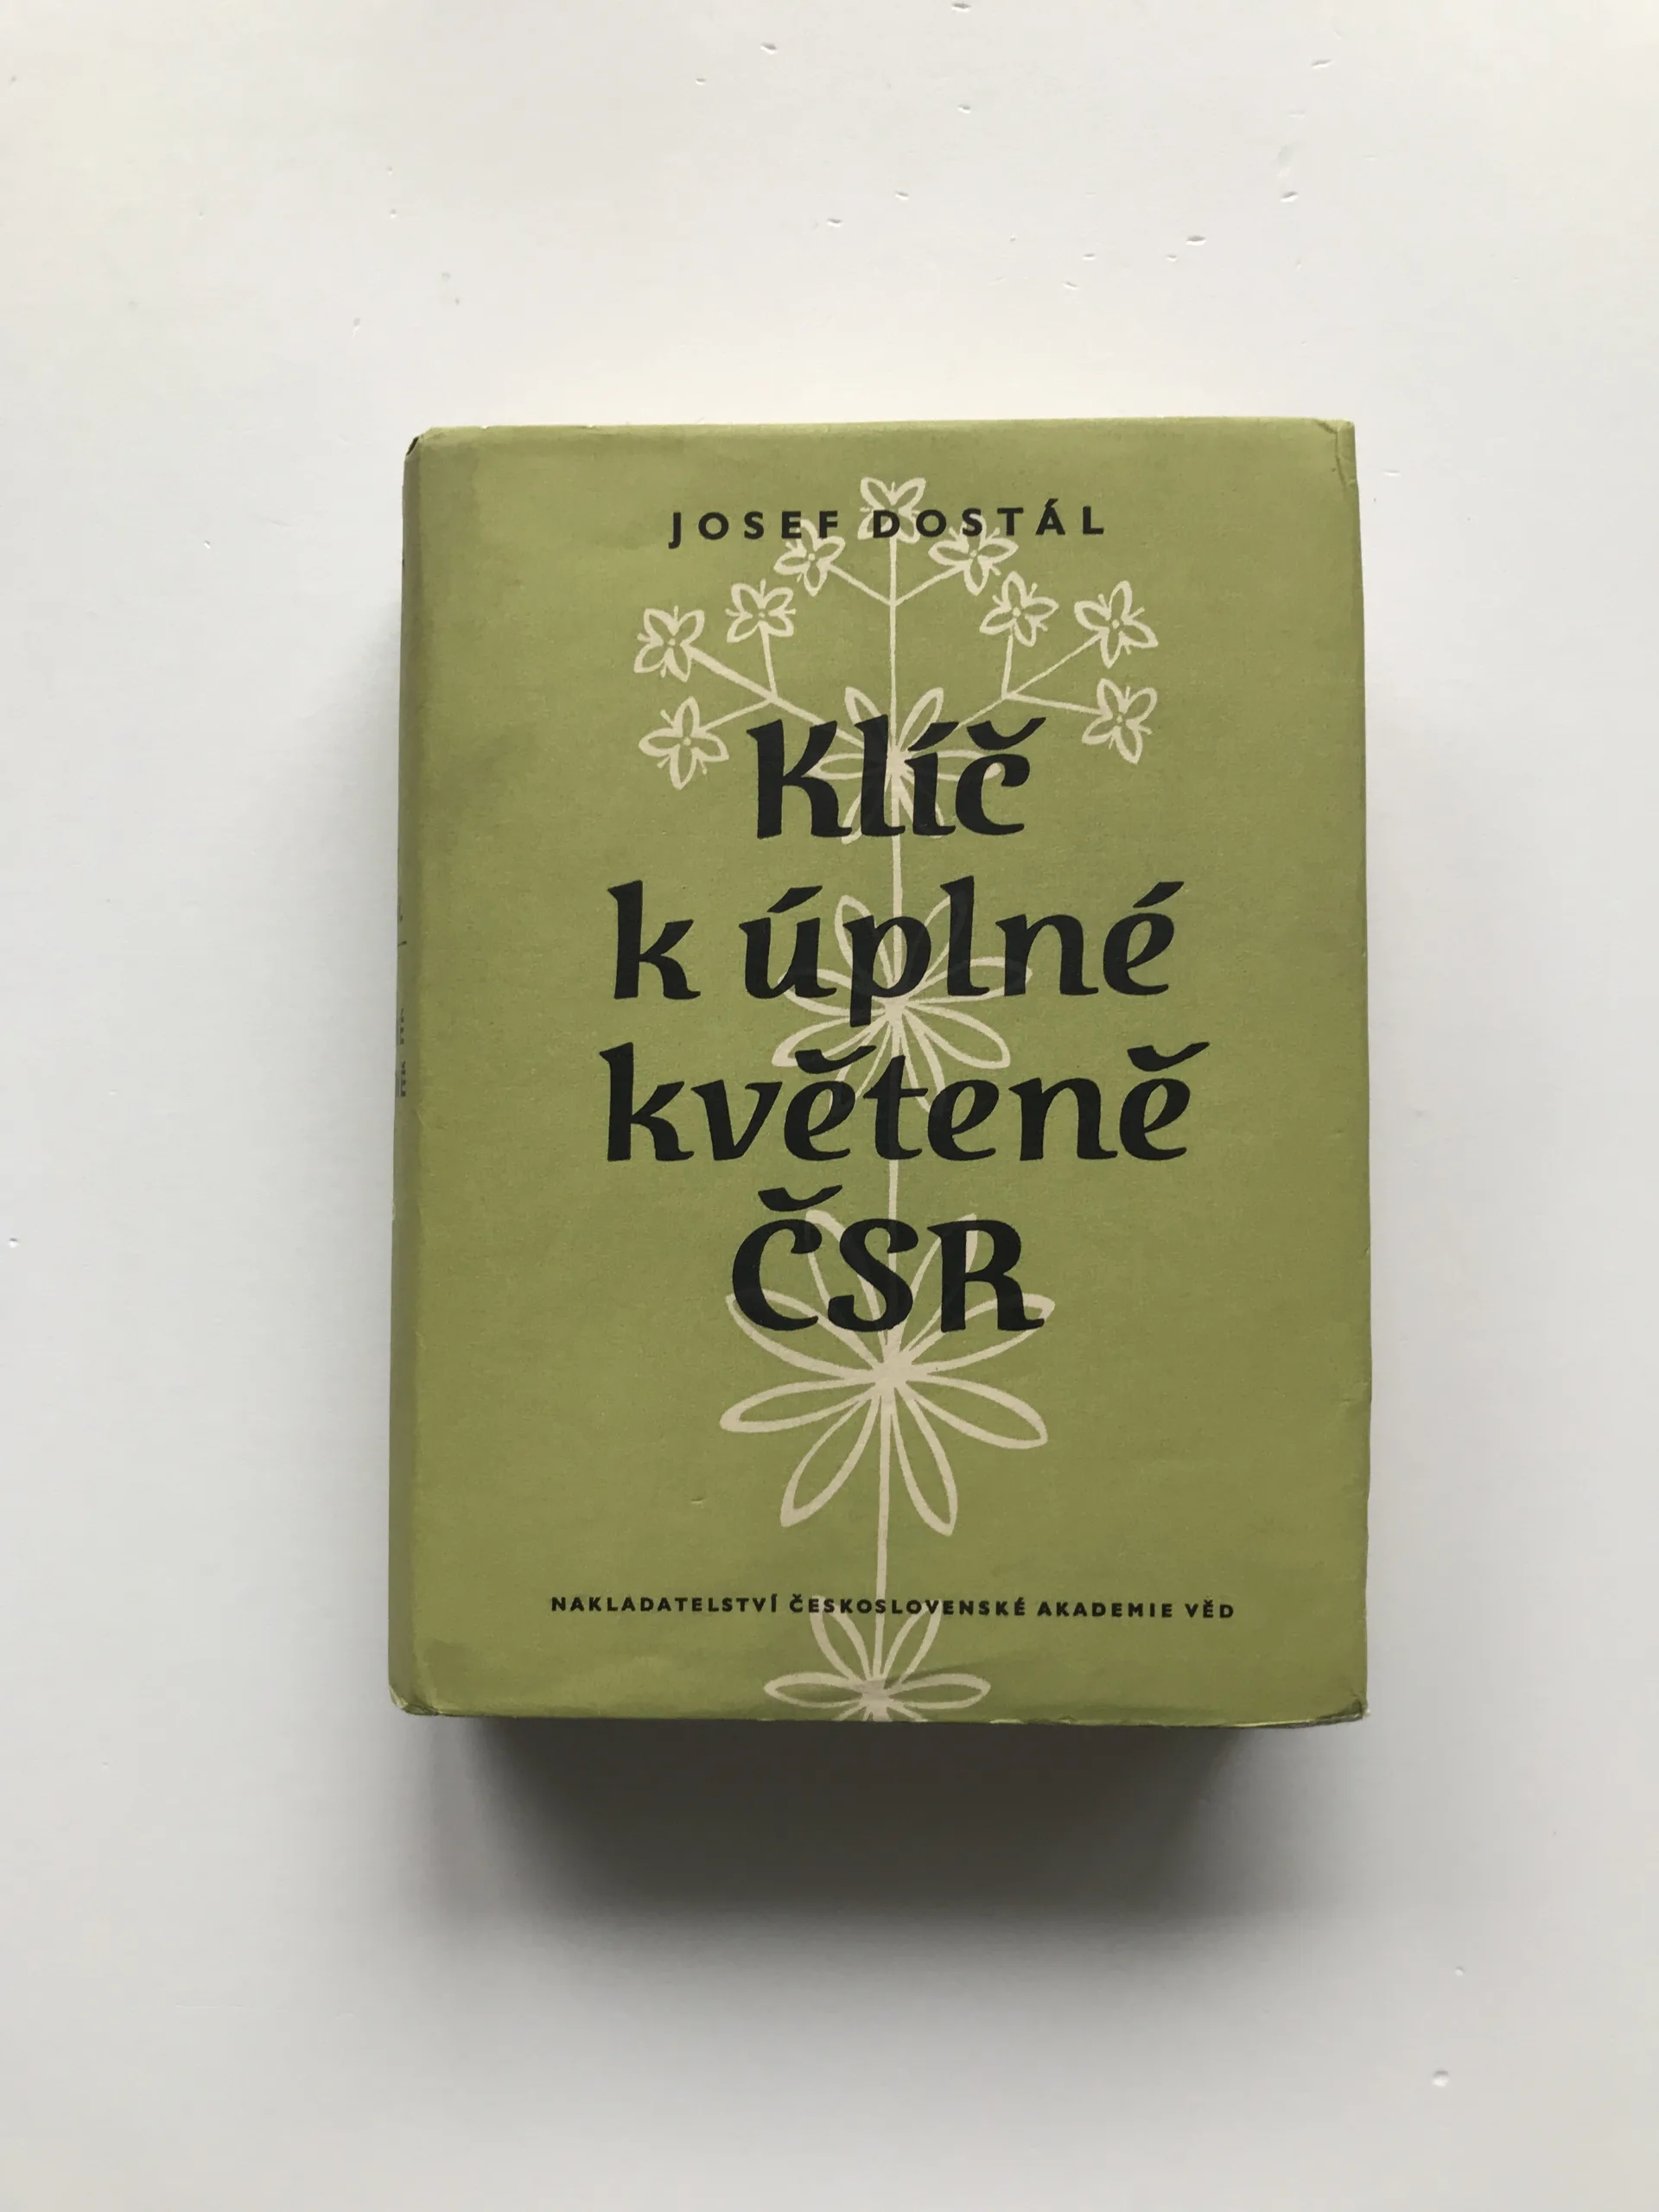 JOSEF DOSTÁL
Klíč
k úplné
květeně
ČSR
NAKLADATELSTVÍ ČESKOSLOVENSKÉ AKADEMIE VĚD